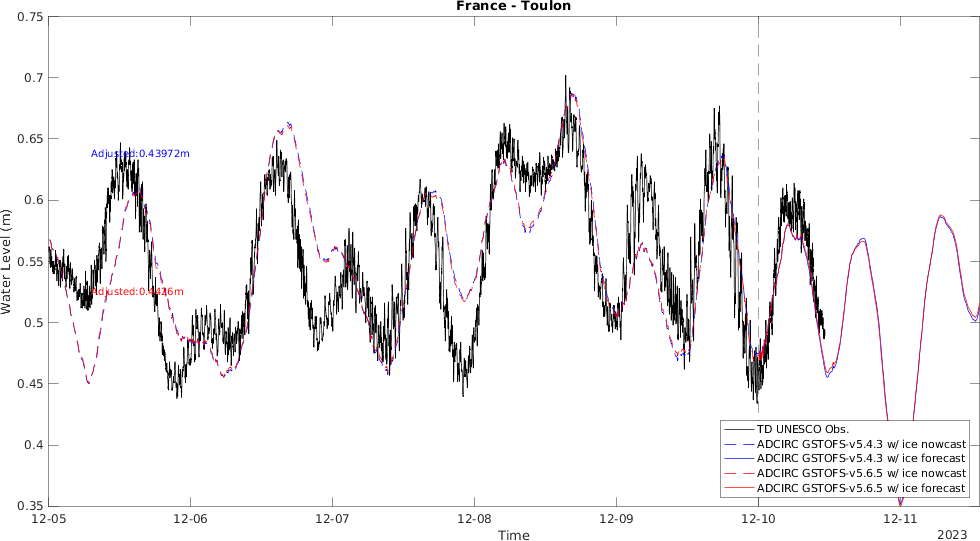 France - Toulon
Water Level (m)
0.75
0.7
0.65
0.6
0.55
0.5
0.45
0.4
0.35
Adjusted:0.43972m
Adjusted:0.4426m
TD UNESCO Obs.
ADCIRC GSTOFS-v5.4.3 w/ ice nowcast
ADCIRC GSTOFS-v5.4.3 w/ ice forecast
ADCIRC GSTOFS-v5.6.5 w/ ice nowcast
ADCIRC GSTOFS-v5.6.5 w/ ice forecast
12-05 12-06 12-07 12-08 12-09 12-10 12-11
Time
2023